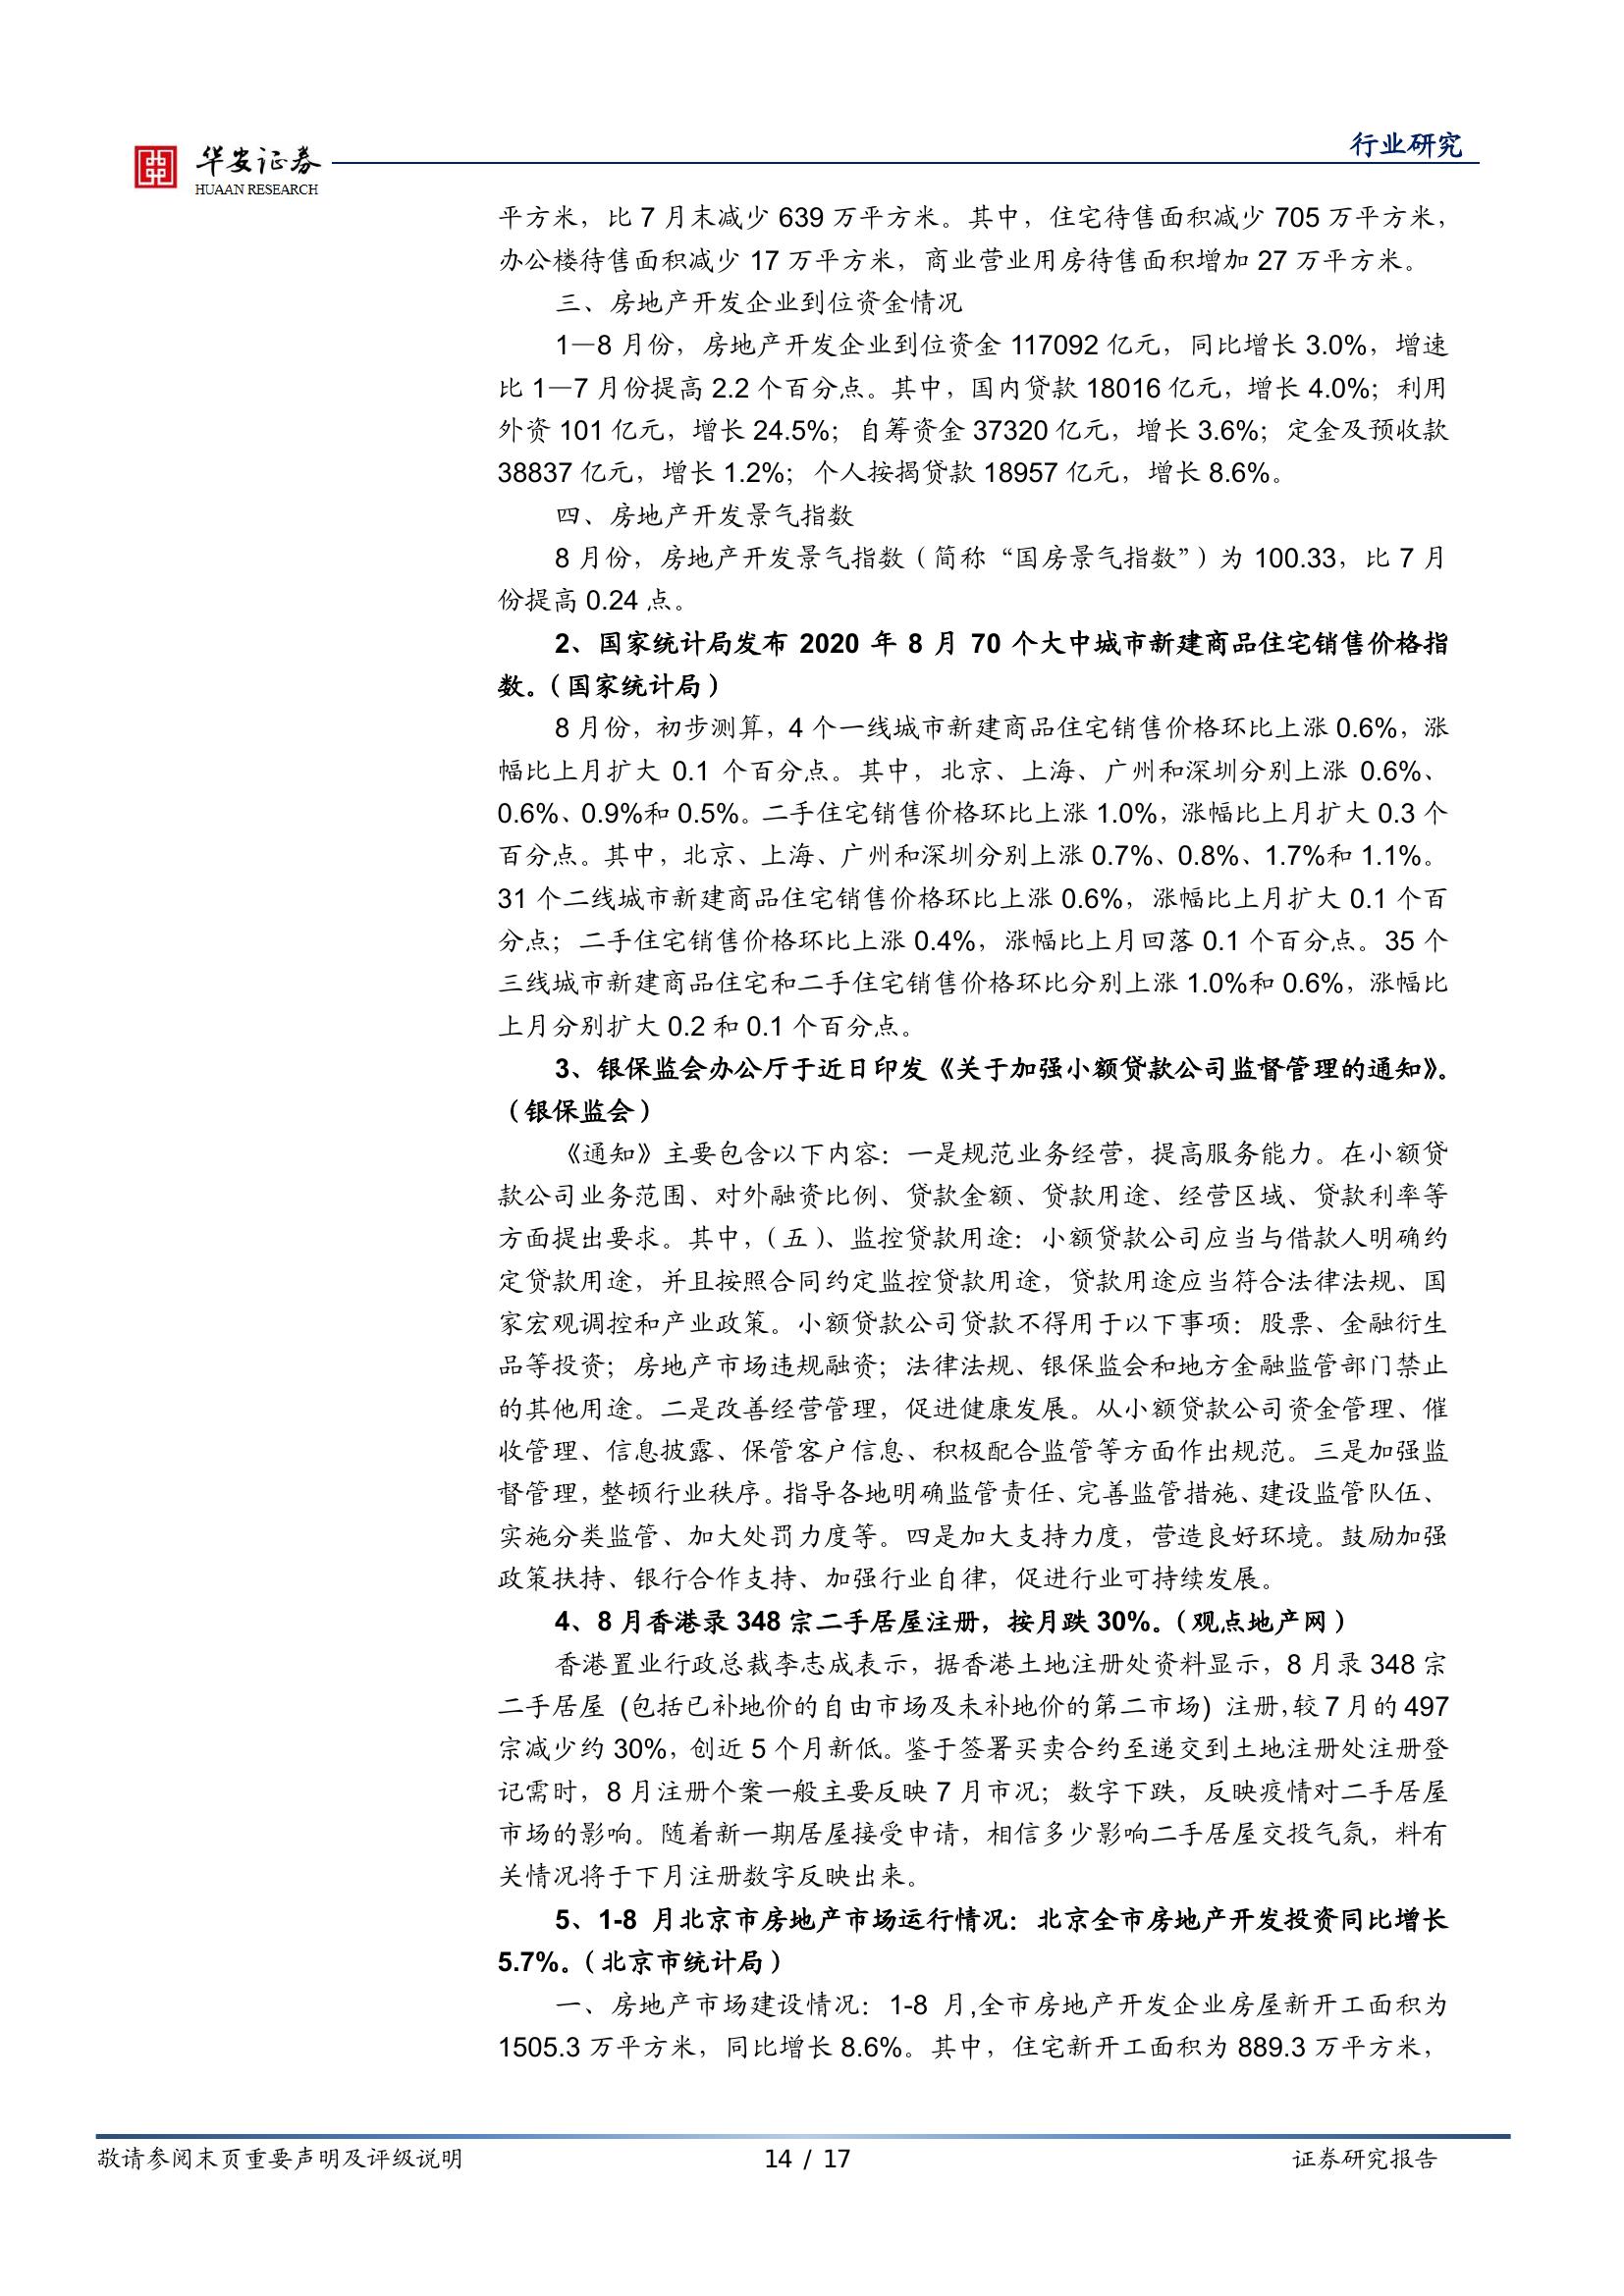 华安证券
HUAAN RESEARCH
行业研究
平方米，比 7 月末减少 639 万平方米。其中，住宅待售面积减少 705 万平方米，
办公楼待售面积减少 17 万平方米，商业营业用房待售面积增加 27 万平方米。
三、房地产开发企业到位资金情况
1—8 月份，房地产开发企业到位资金 117092 亿元，同比增长 3.0%，增速
比 1—7 月份提高 2.2 个百分点。其中，国内贷款 18016 亿元，增长 4.0%；利用
外资 101 亿元，增长 24.5%；自筹资金 37320 亿元，增长 3.6%；定金及预收款
38837 亿元，增长 1.2%；个人按揭贷款 18957 亿元，增长 8.6%。
四、房地产开发景气指数
8 月份，房地产开发景气指数（简称“国房景气指数”）为 100.33，比 7 月
份提高 0.24 点。
2、国家统计局发布 2020 年 8 月 70 个大中城市新建商品住宅销售价格指
数。（国家统计局）
8 月份，初步测算，4 个一线城市新建商品住宅销售价格环比上涨 0.6%，涨
幅比上月扩大 0.1 个百分点。其中，北京、上海、广州和深圳分别上涨 0.6%、
0.6%、0.9%和 0.5%。二手住宅销售价格环比上涨 1.0%，涨幅比上月扩大 0.3 个
百分点。其中，北京、上海、广州和深圳分别上涨 0.7%、0.8%、1.7%和 1.1%。
31 个二线城市新建商品住宅销售价格环比上涨 0.6%，涨幅比上月扩大 0.1 个百
分点；二手住宅销售价格环比上涨 0.4%，涨幅比上月回落 0.1 个百分点。35 个
三线城市新建商品住宅和二手住宅销售价格环比分别上涨 1.0%和 0.6%，涨幅比
上月分别扩大 0.2 和 0.1 个百分点。
3、银保监会办公厅于近日印发《关于加强小额贷款公司监督管理的通知》。
（银保监会）
《通知》主要包含以下内容：一是规范业务经营，提高服务能力。在小额贷
款公司业务范围、对外融资比例、贷款金额、贷款用途、经营区域、贷款利率等
方面提出要求。其中，（五）、监控贷款用途：小额贷款公司应当与借款人明确约
定贷款用途，并且按照合同约定监控贷款用途，贷款用途应当符合法律法规、国
家宏观调控和产业政策。小额贷款公司贷款不得用于以下事项：股票、金融衍生
品等投资；房地产市场违规融资；法律法规、银保监会和地方金融监管部门禁止
的其他用途。二是改善经营管理，促进健康发展。从小额贷款公司资金管理、催
收管理、信息披露、保管客户信息、积极配合监管等方面作出规范。三是加强监
督管理，整顿行业秩序。指导各地明确监管责任、完善监管措施、建设监管队伍、
实施分类监管、加大处罚力度等。四是加大支持力度，营造良好环境。鼓励加强
政策扶持、银行合作支持、加强行业自律，促进行业可持续发展。
4、8 月香港录 348 宗二手居屋注册，按月跌 30%。（观点地产网）
香港置业行政总裁李志成表示，据香港土地注册处资料显示，8 月录 348 宗
二手居屋 (包括已补地价的自由市场及未补地价的第二市场) 注册，较 7 月的 497
宗减少约 30%，创近 5 个月新低。鉴于签署买卖合约至递交到土地注册处注册登
记需时，8 月注册个案一般主要反映 7 月市况；数字下跌，反映疫情对二手居屋
市场的影响。随着新一期居屋接受申请，相信多少影响二手居屋交投气氛，料有
关情况将于下月注册数字反映出来。
5、1-8 月北京市房地产市场运行情况：北京全市房地产开发投资同比增长
5.7%。（北京市统计局）
一、房地产市场建设情况：1-8 月,全市房地产开发企业房屋新开工面积为
1505.3 万平方米，同比增长 8.6%。其中，住宅新开工面积为 889.3 万平方米，
敬请参阅末页重要声明及评级说明
14 / 17
证券研究报告